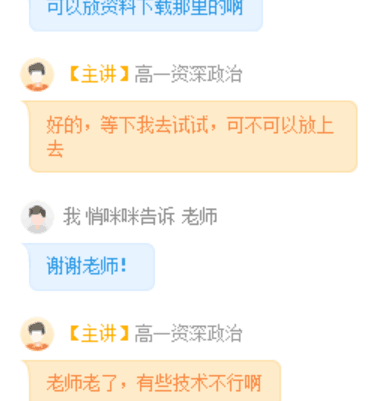 可以放资料下载那里的啊
【主讲】高一资深政治
好的，等下我去试试，可不可以放上
去
我 悄咪咪告诉 老师
谢谢老师！
【主讲】高一资深政治
老师老了，有些技术不行啊